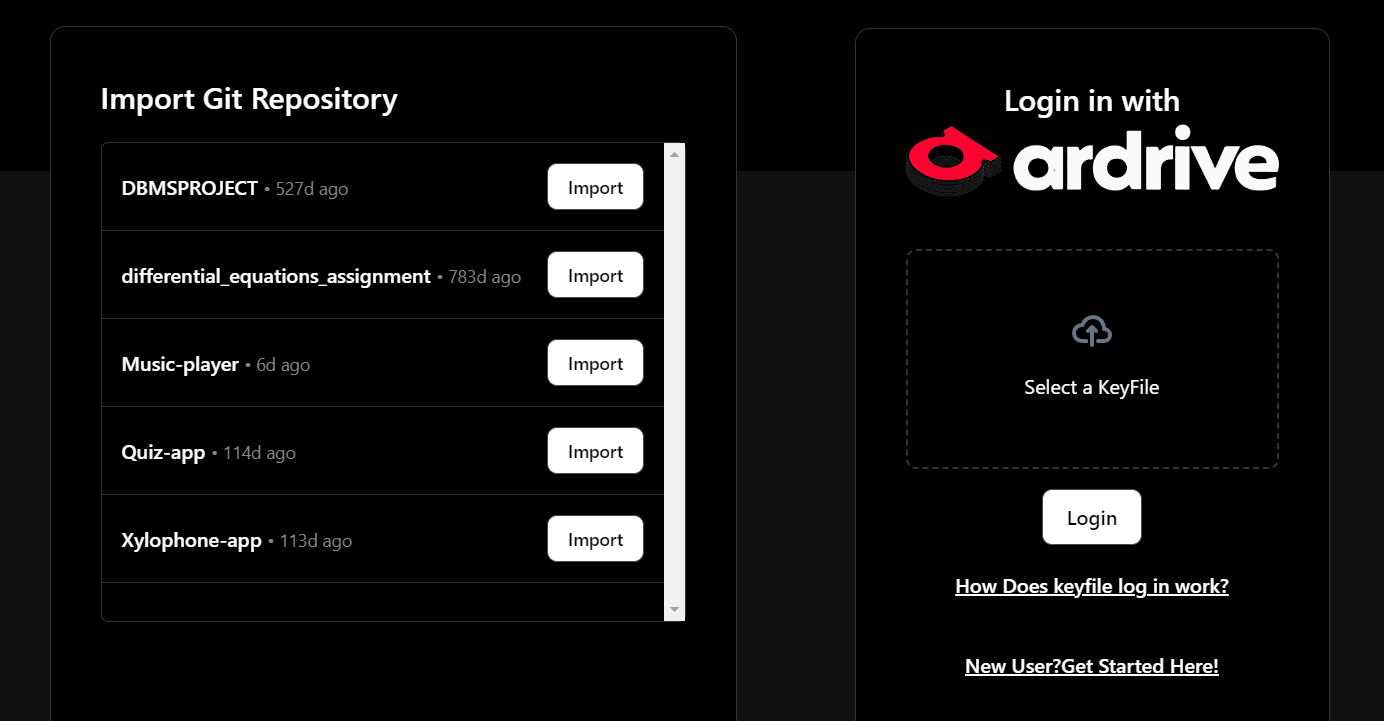 Import Git Repository
DBMSPROJECT • 527d ago
Import
differential_equations_assignment • 783d ago
Import
Music-player • 6d ago
Import
Quiz-app • 114d ago
Import
Xylophone-app • 113d ago
Import
Login in with
ardrive
Select a KeyFile
Login
How Does keyfile log in work?
New User?Get Started Here!